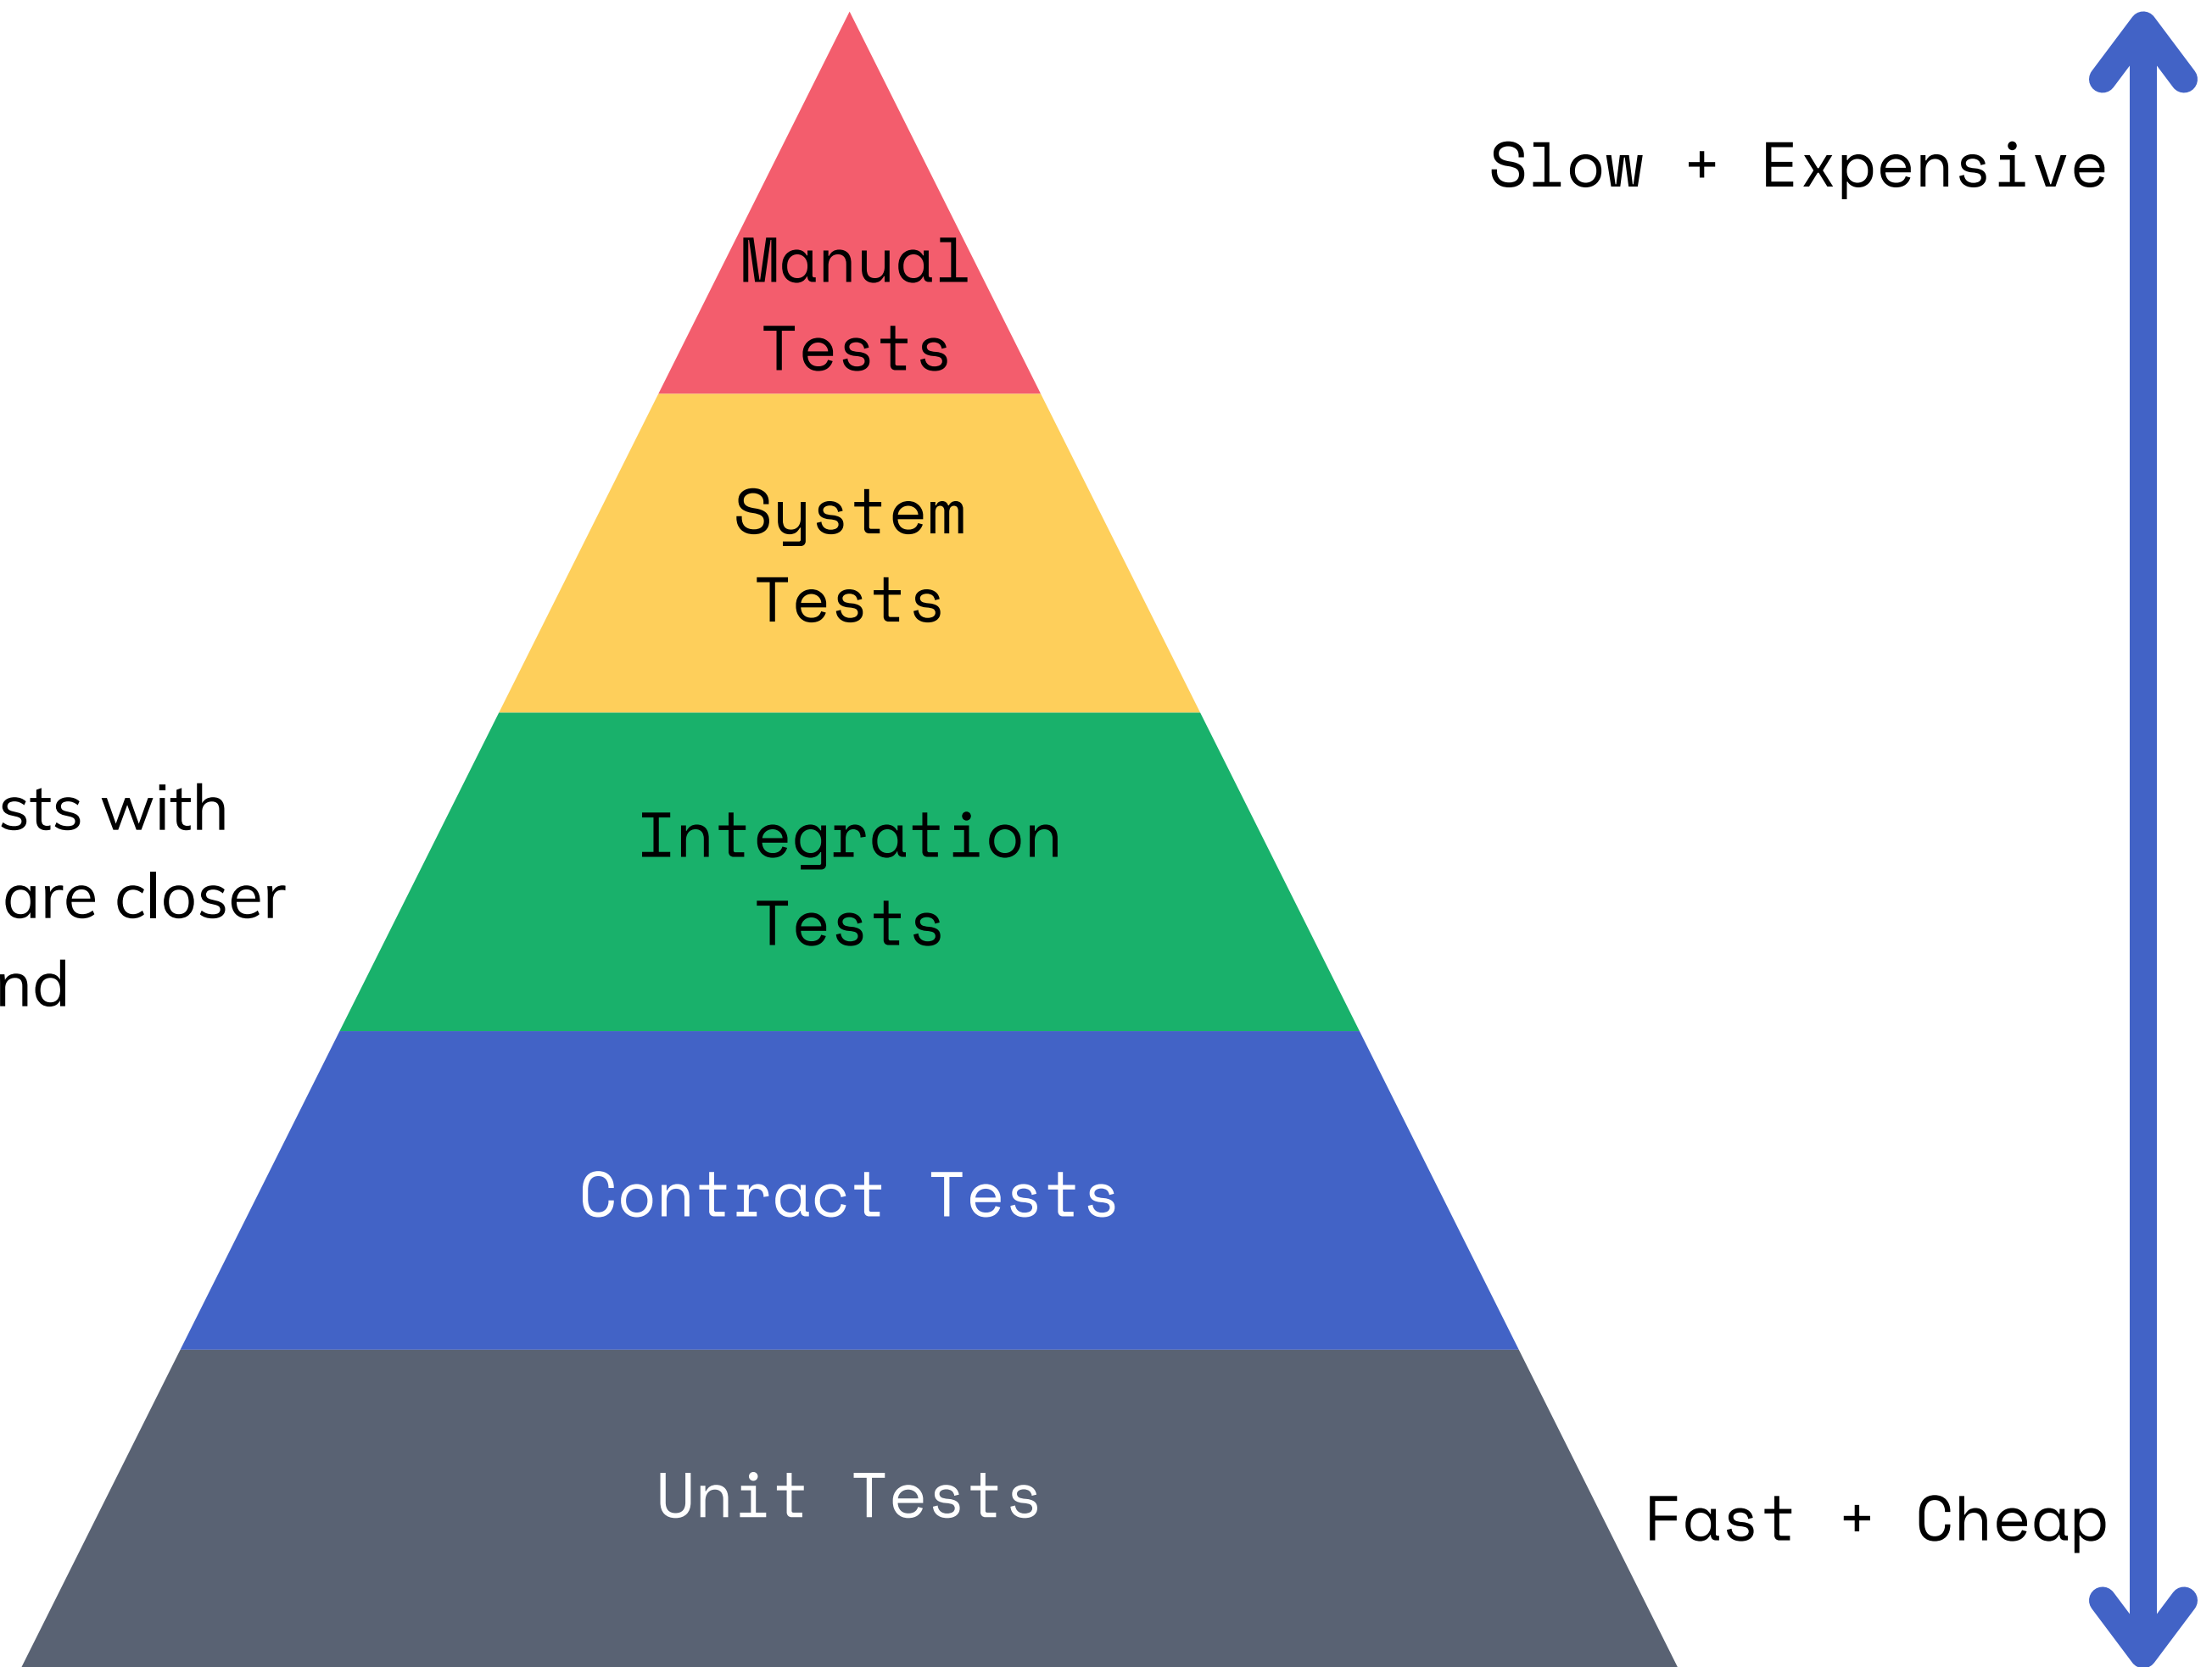 Slow + Expensive
Manual
Tests
System
Tests
sts with
are closer
nd
Integration
Tests
Contract Tests
Unit Tests
Fast + Cheap